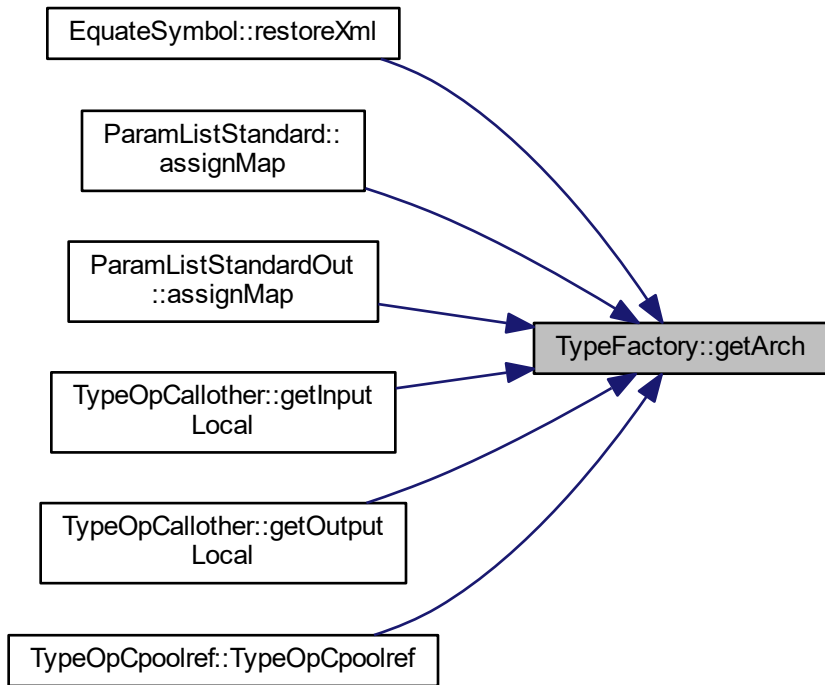 EquateSymbol::restoreXml
ParamListStandard::
assignMap
ParamListStandardOut
::assignMap
TypeFactory::getArch
TypeOpCallother::getInput
Local
TypeOpCallother::getOutput
Local
TypeOpCpoolref::TypeOpCpoolref